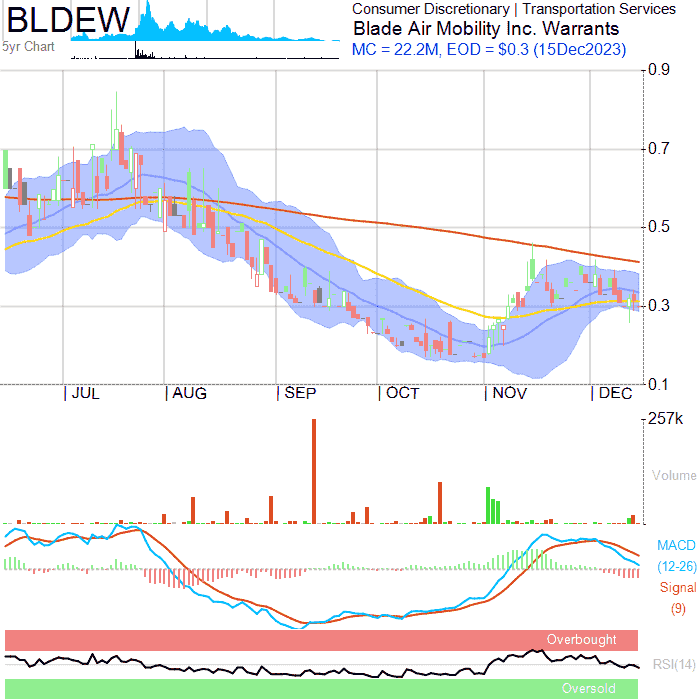 BLDEW
5yr Chart
Consumer Discretionary | Transportation Services
Blade Air Mobility Inc. Warrants
MC = 22.2M, EOD = $0.3 (15Dec2023)
0.9
0.7
0.5
0.3
0.1
JUL AUG SEP OCT NOV DEC
257k
Volume
MACD
(12-26)
Signal
(9)
Overbought
RSI(14)
Oversold